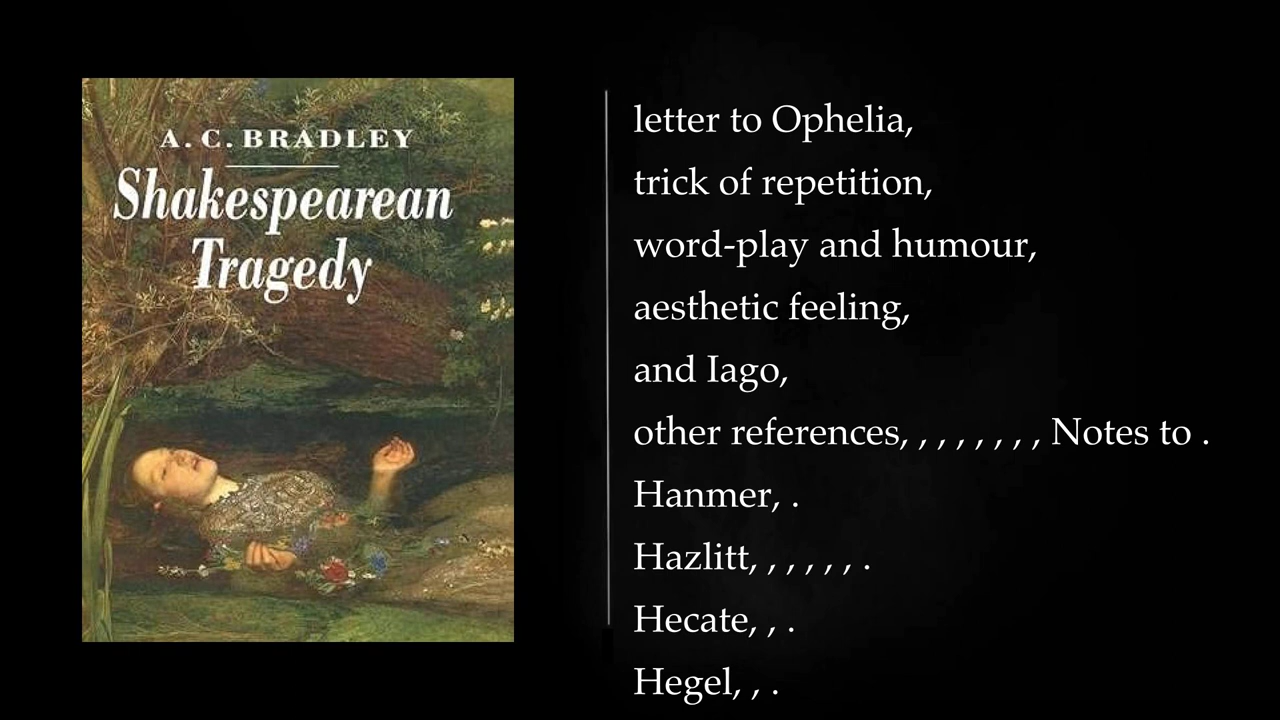 A. C. BRADLEY
Shakespearean
Tragedy
letter to Ophelia,
trick of repetition,
word-play and humour,
aesthetic feeling,
and Iago,
other references, , , , , , , , Notes to .
Hanmer, .
Hazlitt, , , , , , .
Hecate, , .
Hegel, , .